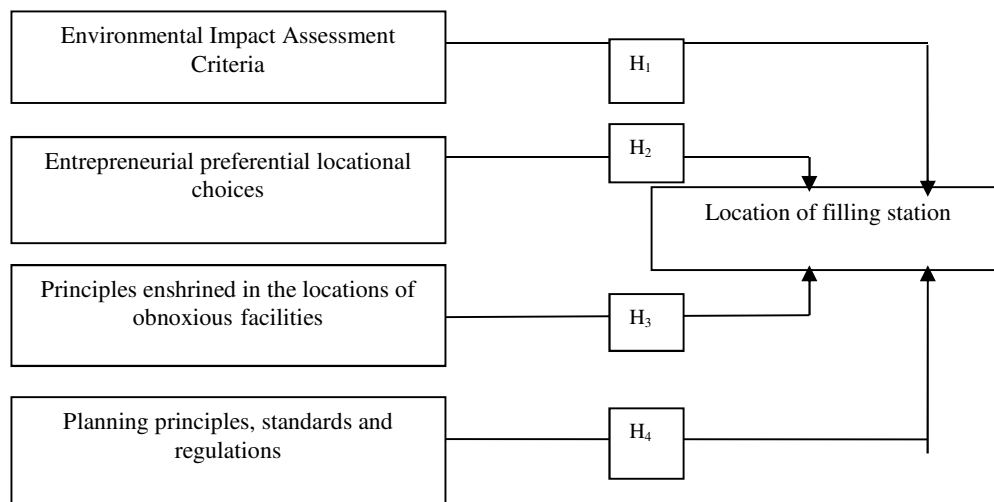 Environmental Impact Assessment
Criteria
H₁
Entrepreneurial preferential locational
choices
H₂
Location of filling station
Principles enshrined in the locations of
obnoxious facilities
H₃
Planning principles, standards and
regulations
H₄